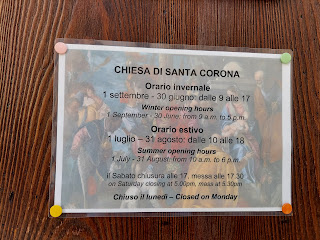 CHIESA DI SANTA CORONA
Orario invernale
1 settembre - 30 giugno: dalle 9 alle 17
Winter opening hours
1 September - 30 June: from 9 a.m. to 5 p.m.
Orario estivo
1 luglio – 31 agosto: dalle 10 alle 18
Summer opening hours
1 July - 31 August: from 10 a.m. to 6 p.m.
il Sabato chiusura alle 17, messa alle 17.30
on Saturday closing at 5.00pm, mass at 5.30pm
Chiuso il lunedì – Closed on Monday